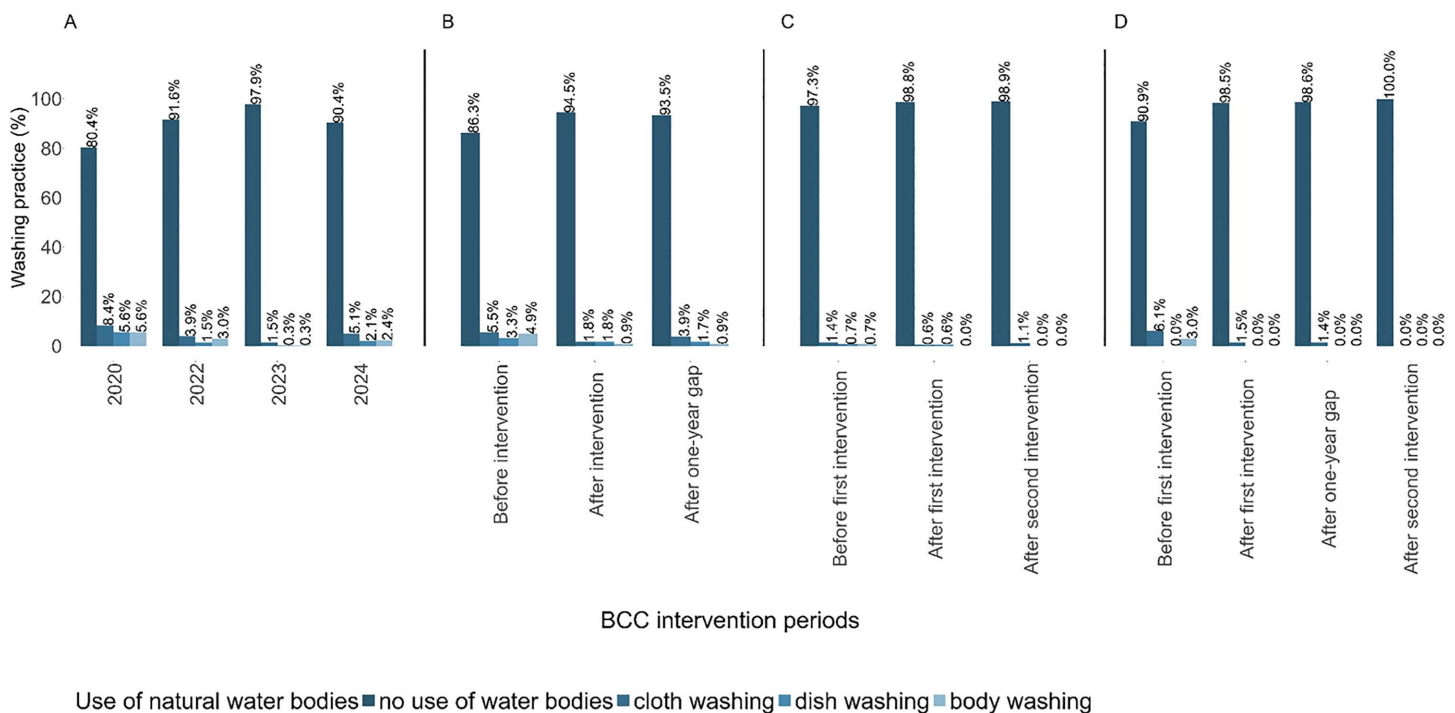 A B C D
Washing practice (%)
100
80
60
40
20
0
80.4% 8.4% 5.6% 5.6%
91.6% 3.9% 1.5% 3.0%
97.9% 1.5% 0.3% 0.3%
90.4% 5.1% 2.1% 2.4%
2020 2022 2023 2024
86.3% 5.5% 3.3% 4.9%
94.5% 1.8% 1.8% 0.9%
93.5% 3.9% 1.7% 0.9%
Before intervention
After intervention
After one-year gap
97.3% 1.4% 0.7% 0.7%
98.8% 0.6% 0.6% 0.0%
98.9% 1.1% 0.0% 0.0%
Before first intervention
After first intervention
After second intervention
90.9% 6.1% 0.0% 3.0%
98.5% 1.5% 0.0% 0.0%
98.6% 1.4% 0.0% 0.0%
100.0% 0.0% 0.0% 0.0%
Before first intervention
After first intervention
After one-year gap
After second intervention
BCC intervention periods
Use of natural water bodies no use of water bodies cloth washing dish washing body washing